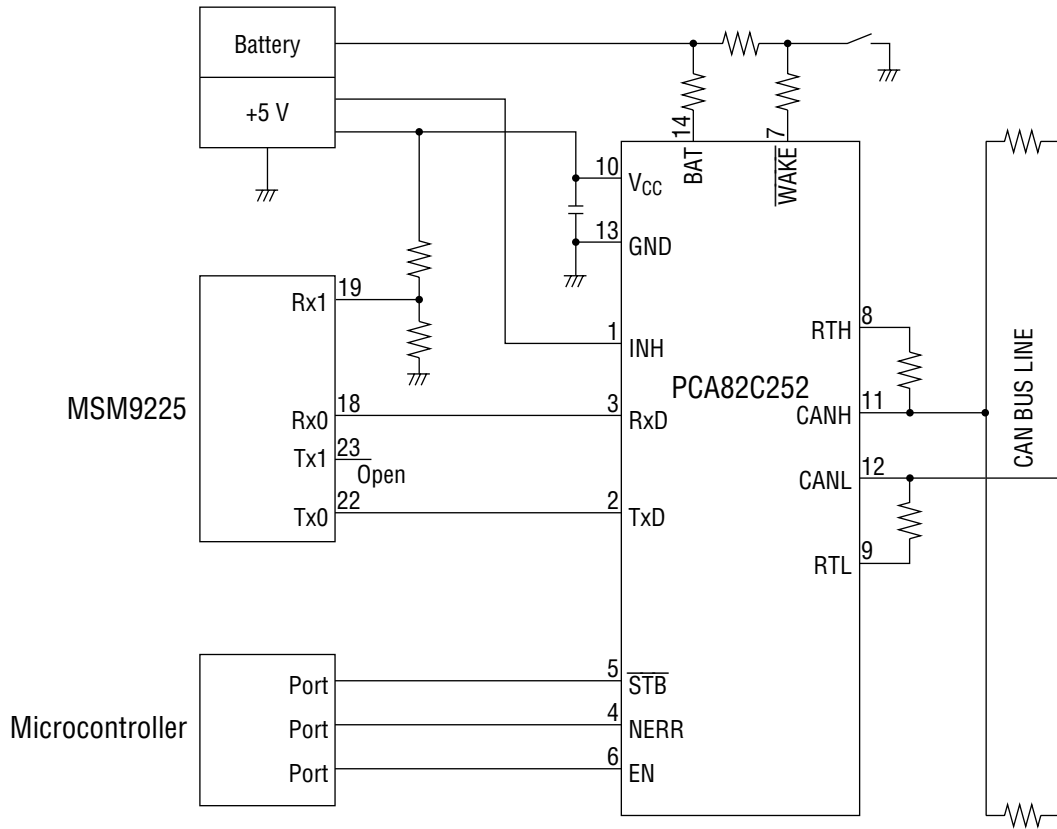 Battery
+5 V
14
BAT
7
WAKE
10
VCC
13
GND
19
Rx1
1
INH
8
RTH
PCA82C252
MSM9225
18
Rx0
3
RxD
11
CANH
CAN BUS LINE
Tx1
23
Open
12
CANL
22
Tx0
2
TxD
9
RTL
Microcontroller
Port
5
STB
Port
4
NERR
Port
6
EN